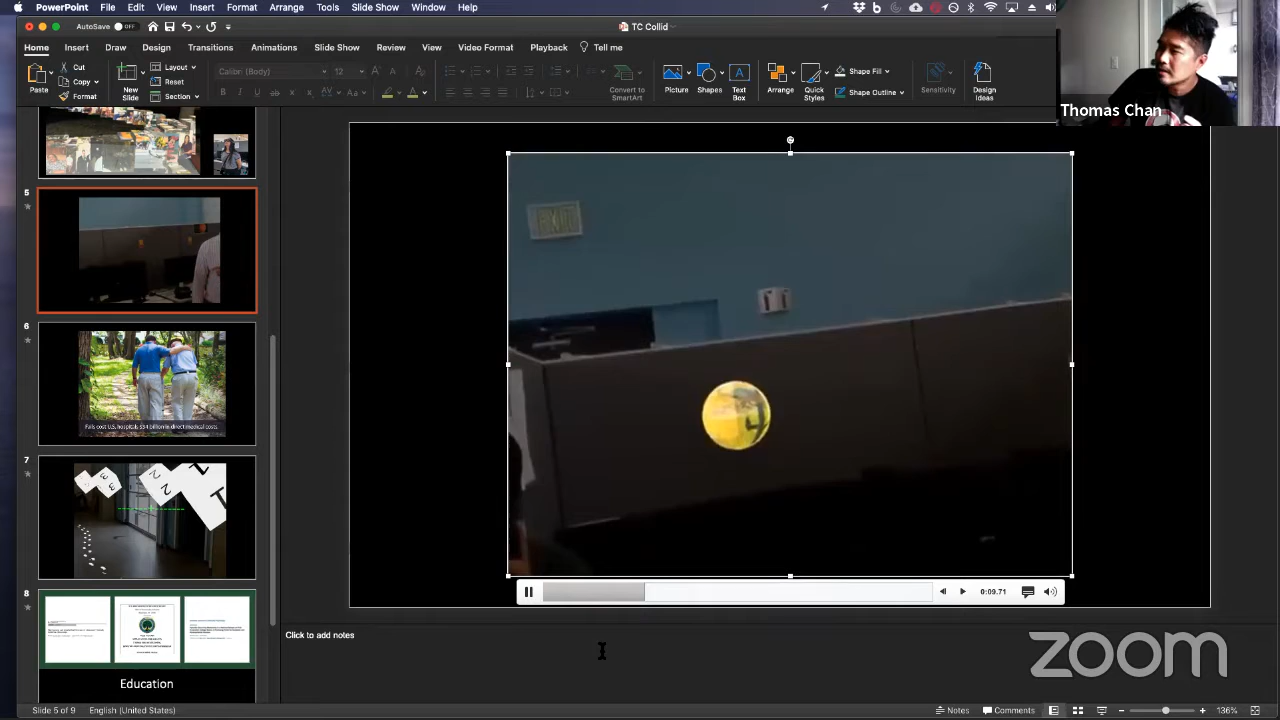 PowerPoint File Edit View Insert Format Arrange Tools Slide Show Window Help
AutoSave OFF TC Collid
Home Insert Draw Design Transitions Animations Slide Show Review View Video Format Playback Tell me
Paste Cut Copy Format New Slide Layout Reset Section Calibri (Body) 12 Convert to SmartArt Picture Shapes Text Box Arrange Quick Styles Shape Fill Shape Outline Sensitivity Design Ideas
Thomas Chan
5
EXIT
4
6
Falls cost U.S. hospitals $34 billion in direct medical costs
7
3 2
8
Education
0:09.71
add notes
zoom
Slide 5 of 9 English (United States) Notes Comments 136%